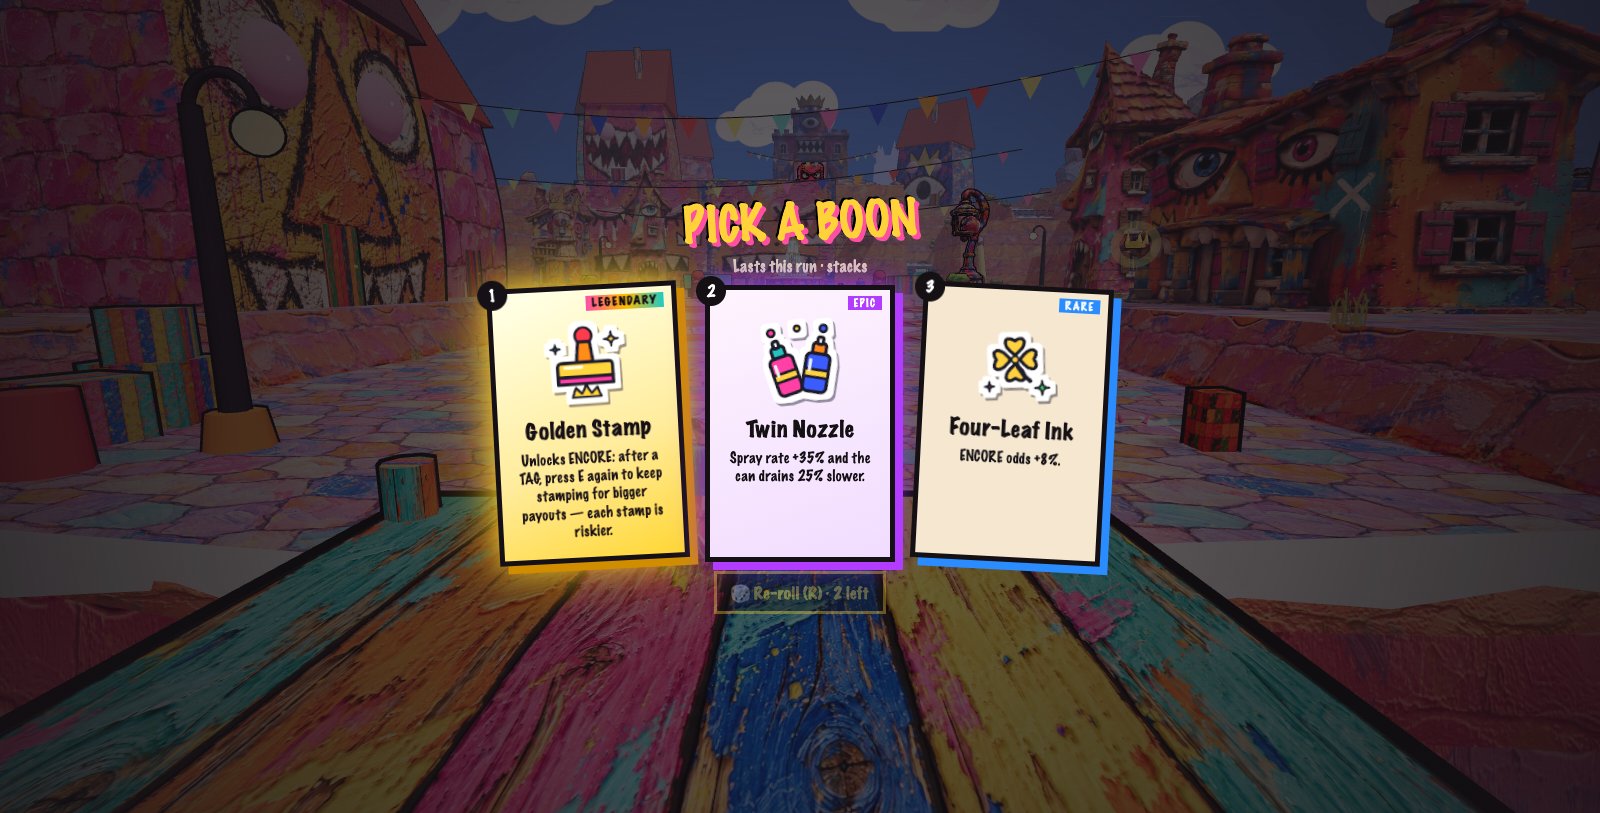 PICK A BOON
Lasts this run · stacks
1
LEGENDARY
Golden Stamp
Unlocks ENCORE: after a
TAG, press E again to keep
stamping for bigger
payouts — each stamp is
riskier.
2
EPIC
Twin Nozzle
Spray rate +35% and the
can drains 25% slower.
3
RARE
Four-Leaf Ink
ENCORE odds +8%.
Re-roll (R) · 2 left